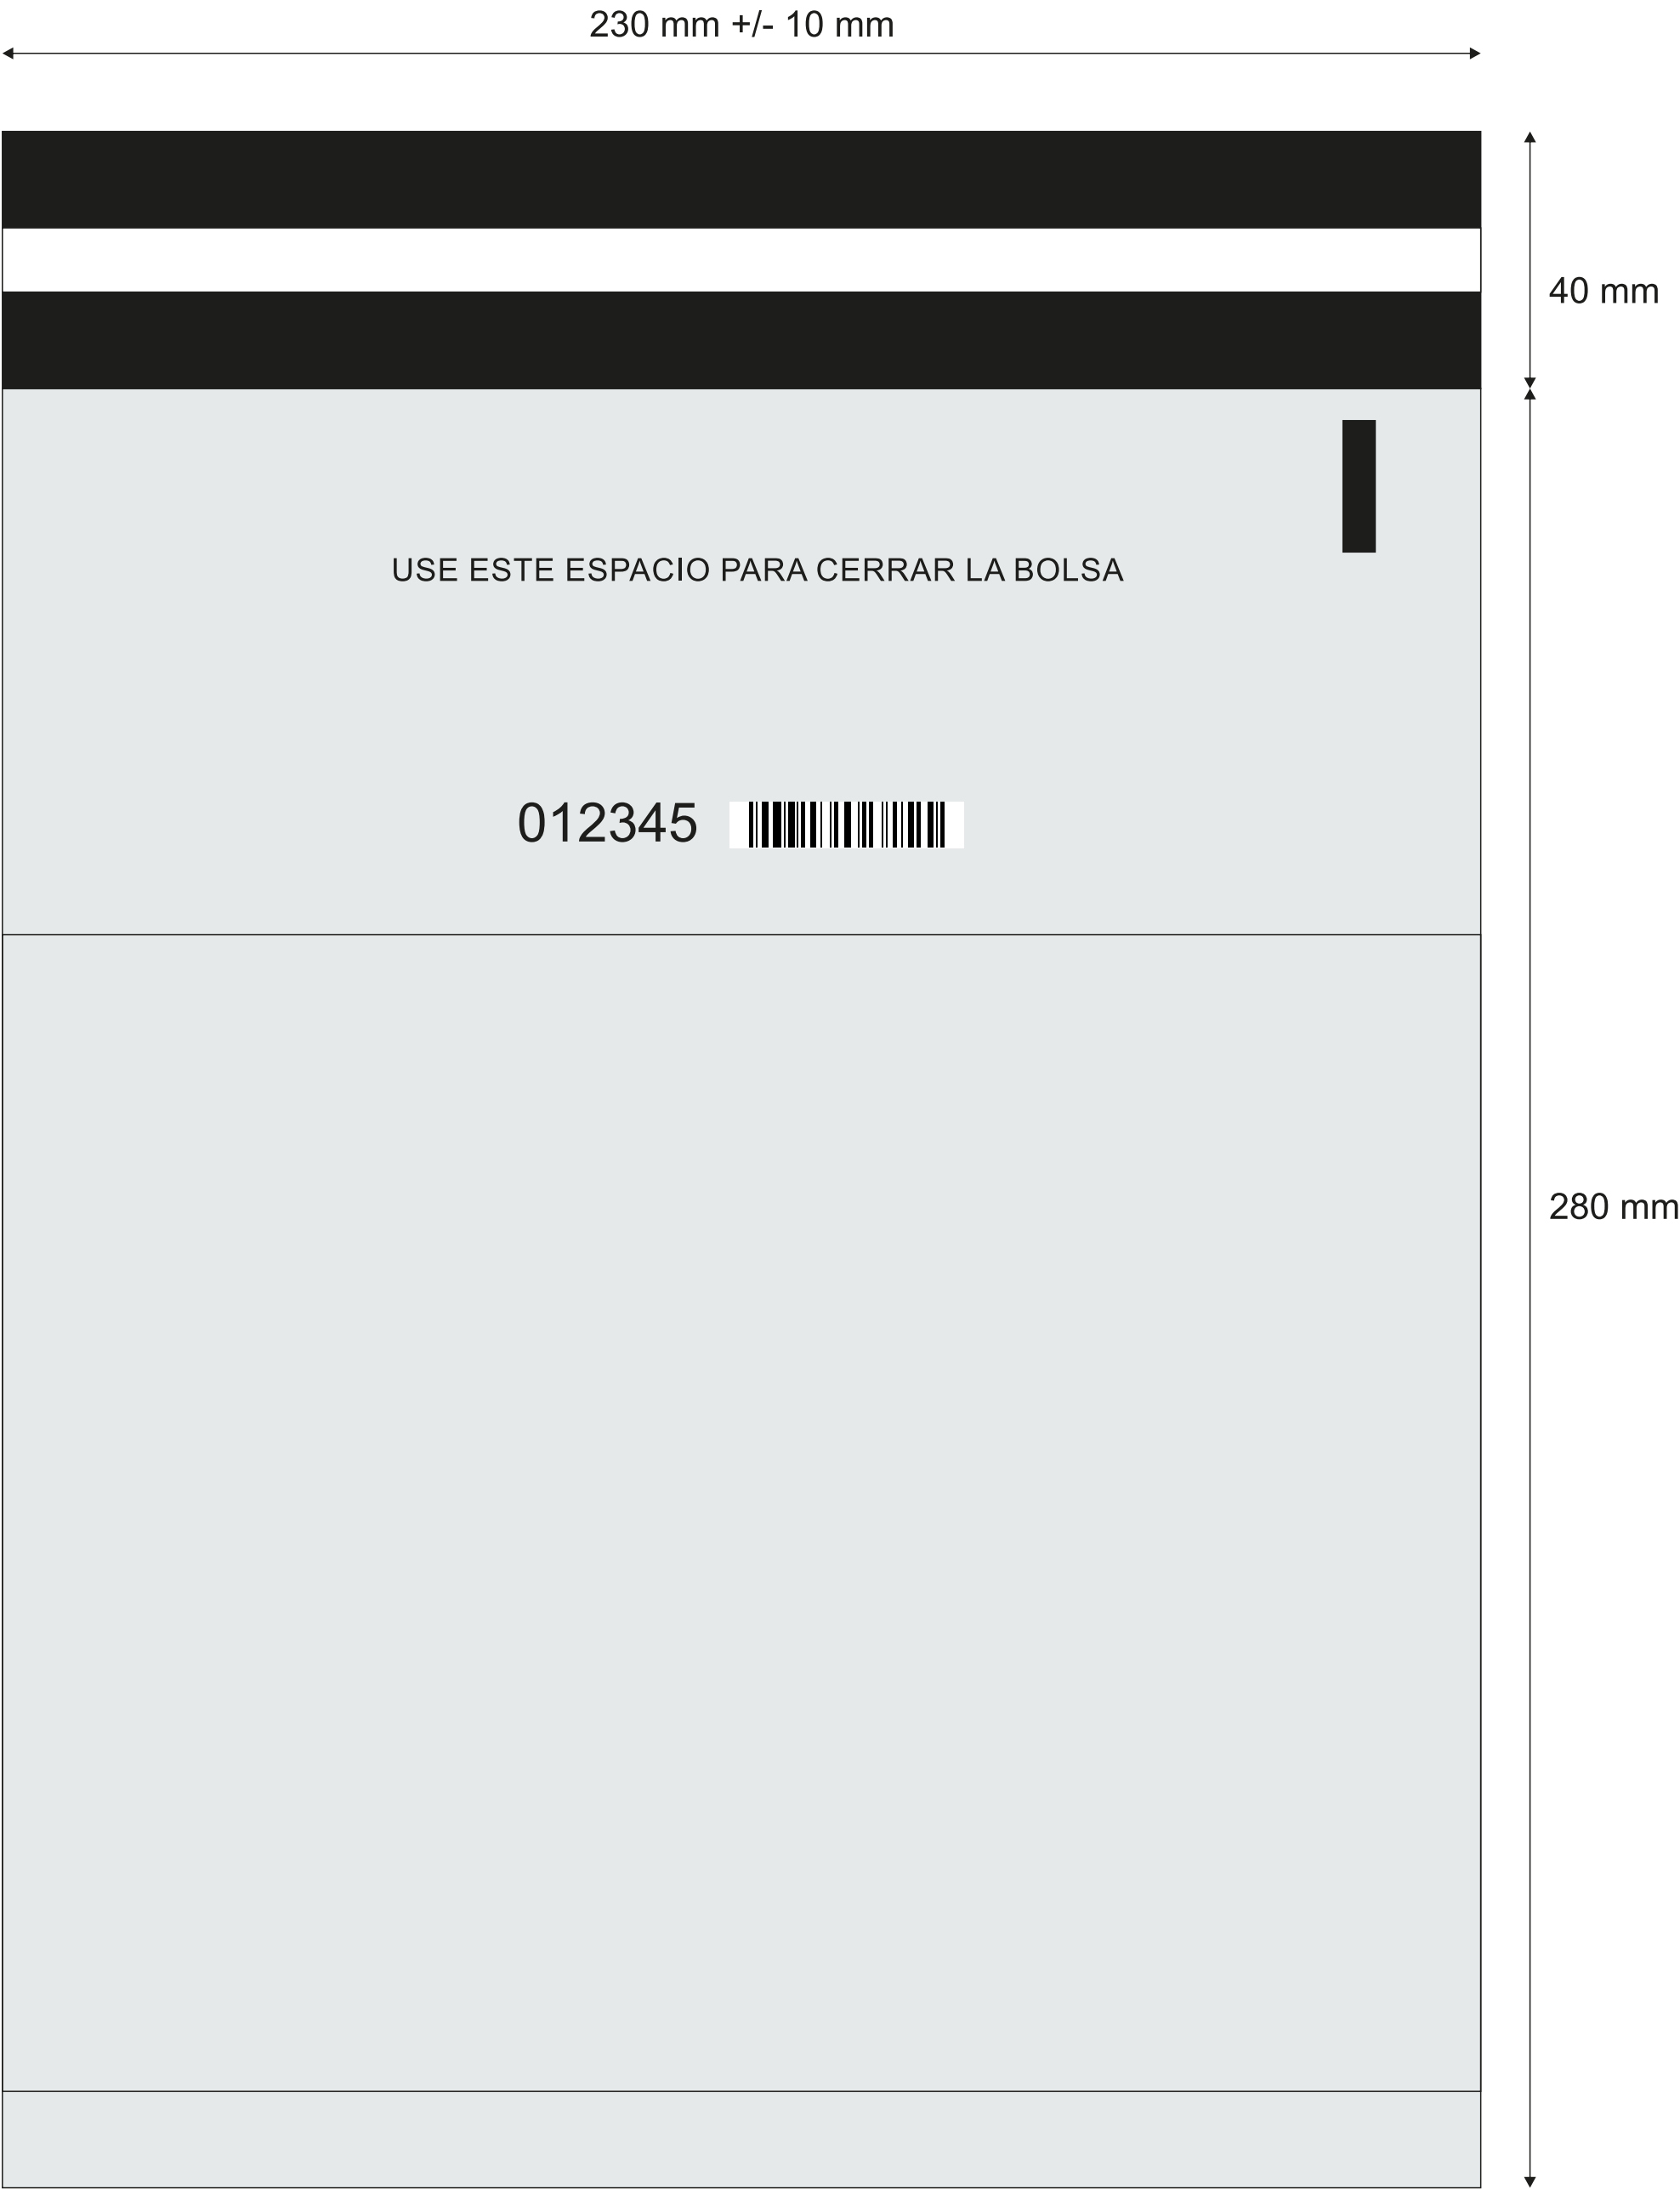 230 mm +/- 10 mm
40 mm
USE ESTE ESPACIO PARA CERRAR LA BOLSA
012345
280 mm